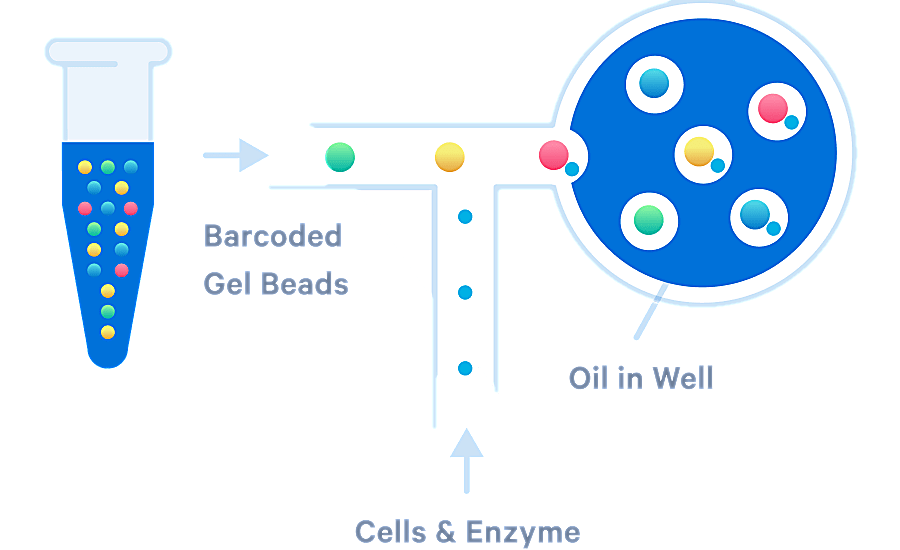 Barcoded
Gel Beads
Oil in Well
Cells & Enzyme